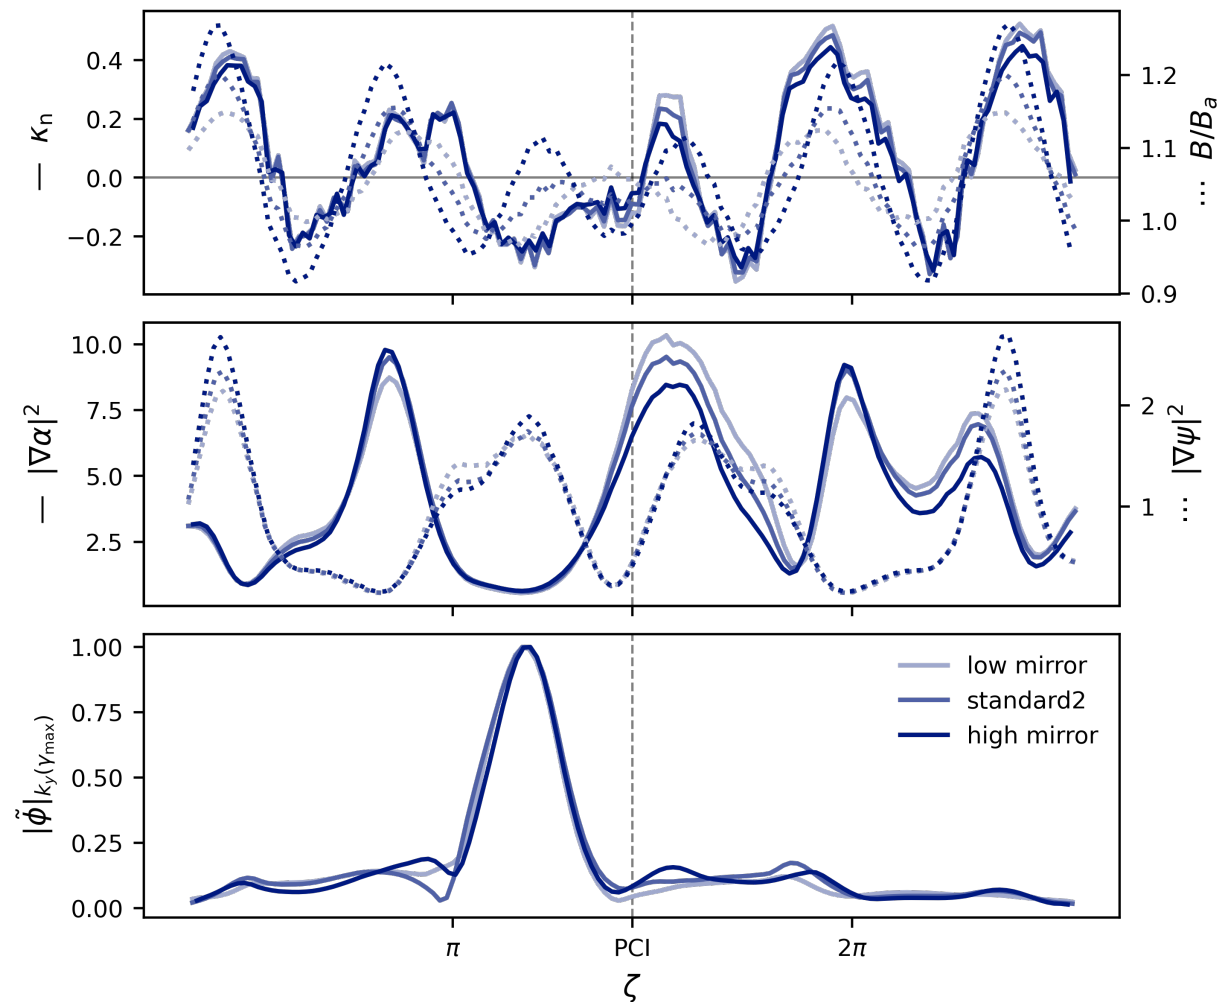 — κn
0.4
0.2
0.0
−0.2
1.2
1.1
1.0
0.9
··· B/Ba
— |∇α|²
10.0
7.5
5.0
2.5
2
1
··· |∇ψ|²
|ϕ̃|ky(γmax)
1.00
0.75
0.50
0.25
0.00
low mirror
standard2
high mirror
π
PCI
2π
ζ